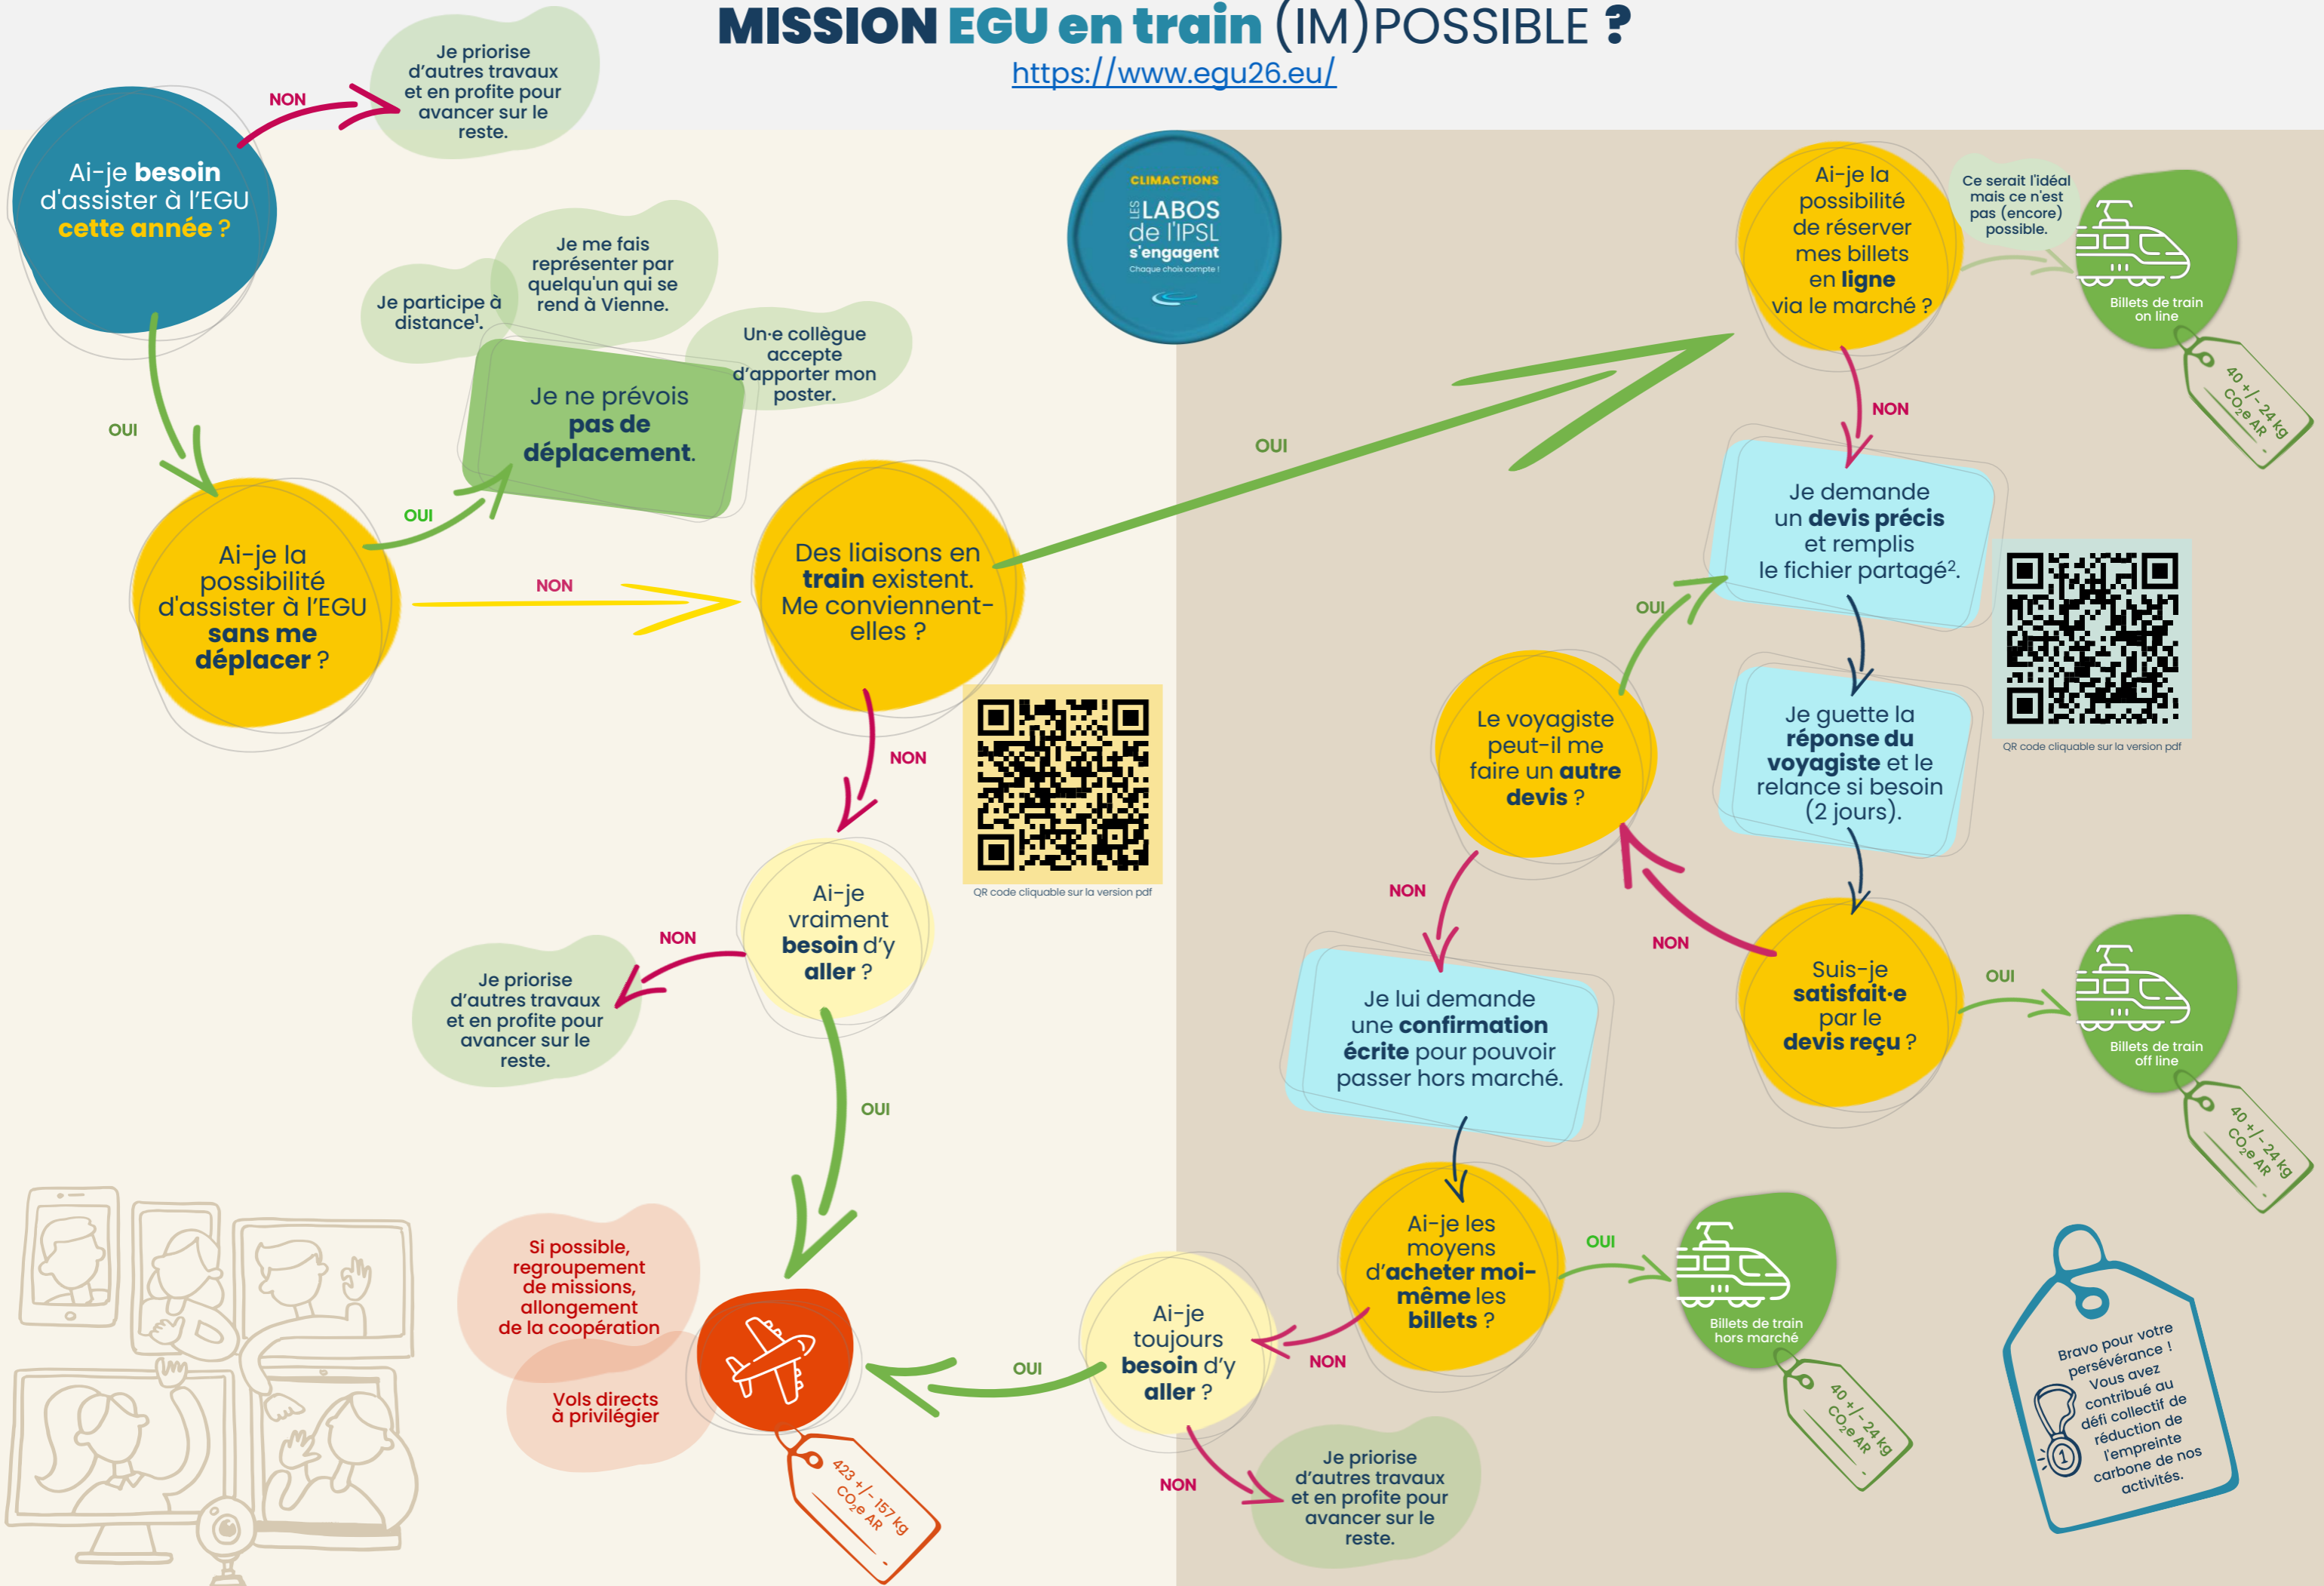 MISSION EGU en train (IM)POSSIBLE ?
https://www.egu26.eu/
Ai-je besoin
d'assister à l'EGU
cette année ?
NON
Je priorise
d'autres travaux
et en profite pour
avancer sur le
reste.
OUI
Ai-je la
possibilité
d'assister à l'EGU
sans me
déplacer ?
OUI
Je ne prévois
pas de
déplacement.
Je participe à
distance¹.
Je me fais
représenter par
quelqu'un qui se
rend à Vienne.
Un·e collègue
accepte
d'apporter mon
poster.
NON
Des liaisons en
train existent.
Me conviennent-
elles ?
CLIMACTIONS
LES LABOS
de l'IPSL
s'engagent
Chaque choix compte !
QR code cliquable sur la version pdf
NON
Ai-je
vraiment
besoin d'y
aller ?
NON
Je priorise
d'autres travaux
et en profite pour
avancer sur le
reste.
OUI
Si possible,
regroupement
de missions,
allongement
de la coopération
Vols directs
à privilégier
423 +/- 157 kg
CO₂e AR
-
OUI
Ai-je la
possibilité
de réserver
mes billets
en ligne
via le marché ?
Ce serait l'idéal
mais ce n'est
pas (encore)
possible.
Billets de train
on line
40 +/- 24 kg
CO₂e AR
-
NON
Je demande
un devis précis
et remplis
le fichier partagé².
QR code cliquable sur la version pdf
Je guette la
réponse du
voyagiste et le
relance si besoin
(2 jours).
Suis-je
satisfait·e
par le
devis reçu ?
OUI
Billets de train
off line
40 +/- 24 kg
CO₂e AR
-
NON
Le voyagiste
peut-il me
faire un autre
devis ?
OUI
NON
Je lui demande
une confirmation
écrite pour pouvoir
passer hors marché.
Ai-je les
moyens
d'acheter moi-
même les
billets ?
OUI
Billets de train
hors marché
40 +/- 24 kg
CO₂e AR
-
NON
Ai-je
toujours
besoin d'y
aller ?
OUI
NON
Je priorise
d'autres travaux
et en profite pour
avancer sur le
reste.
Bravo pour votre
persévérance !
Vous avez
contribué au
défi collectif de
réduction de
l'empreinte
carbone de nos
activités.
1